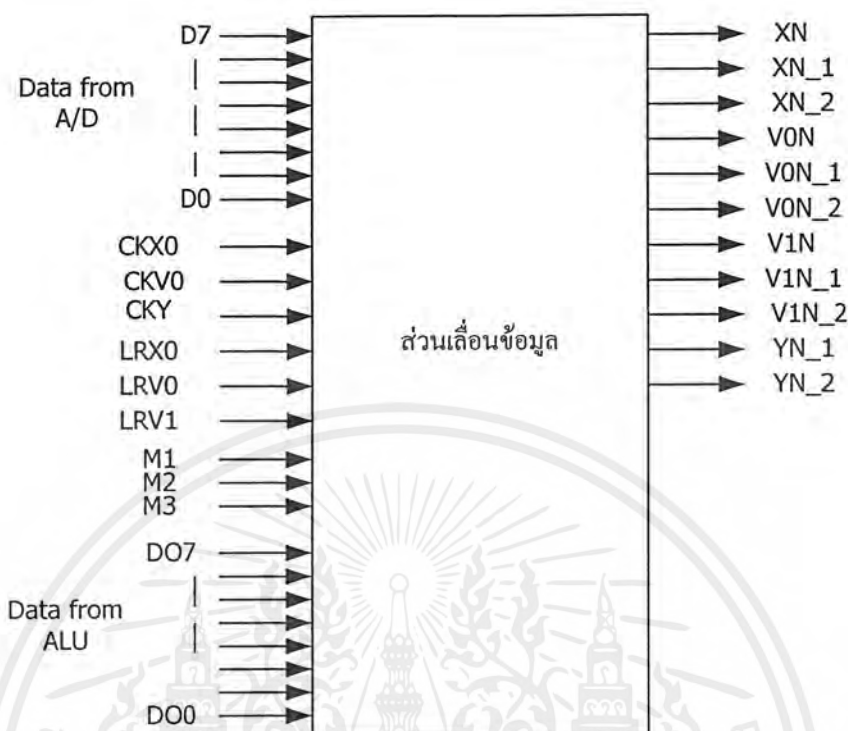 D7
Data from
A/D
D0
CKX0
CKV0
CKY
LRX0
LRV0
LRV1
M1
M2
M3
DO7
Data from
ALU
DO0
ส่วนเลื่อนข้อมูล
XN
XN_1
XN_2
V0N
V0N_1
V0N_2
V1N
V1N_1
V1N_2
YN_1
YN_2